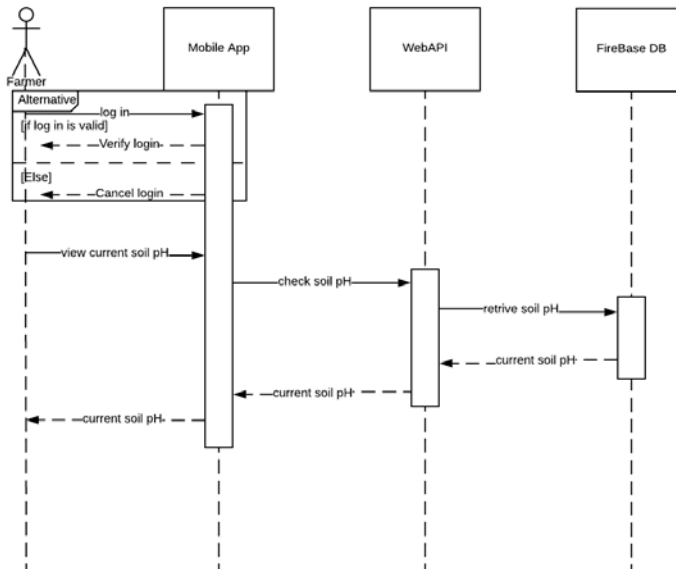 Mobile App
WebAPI
FireBase DB
Farmer
Alternative
log in
[if log in is valid]
Verify login
[Else]
Cancel login
view current soil pH
check soil pH
retrive soil pH
current soil pH
current soil pH
current soil pH